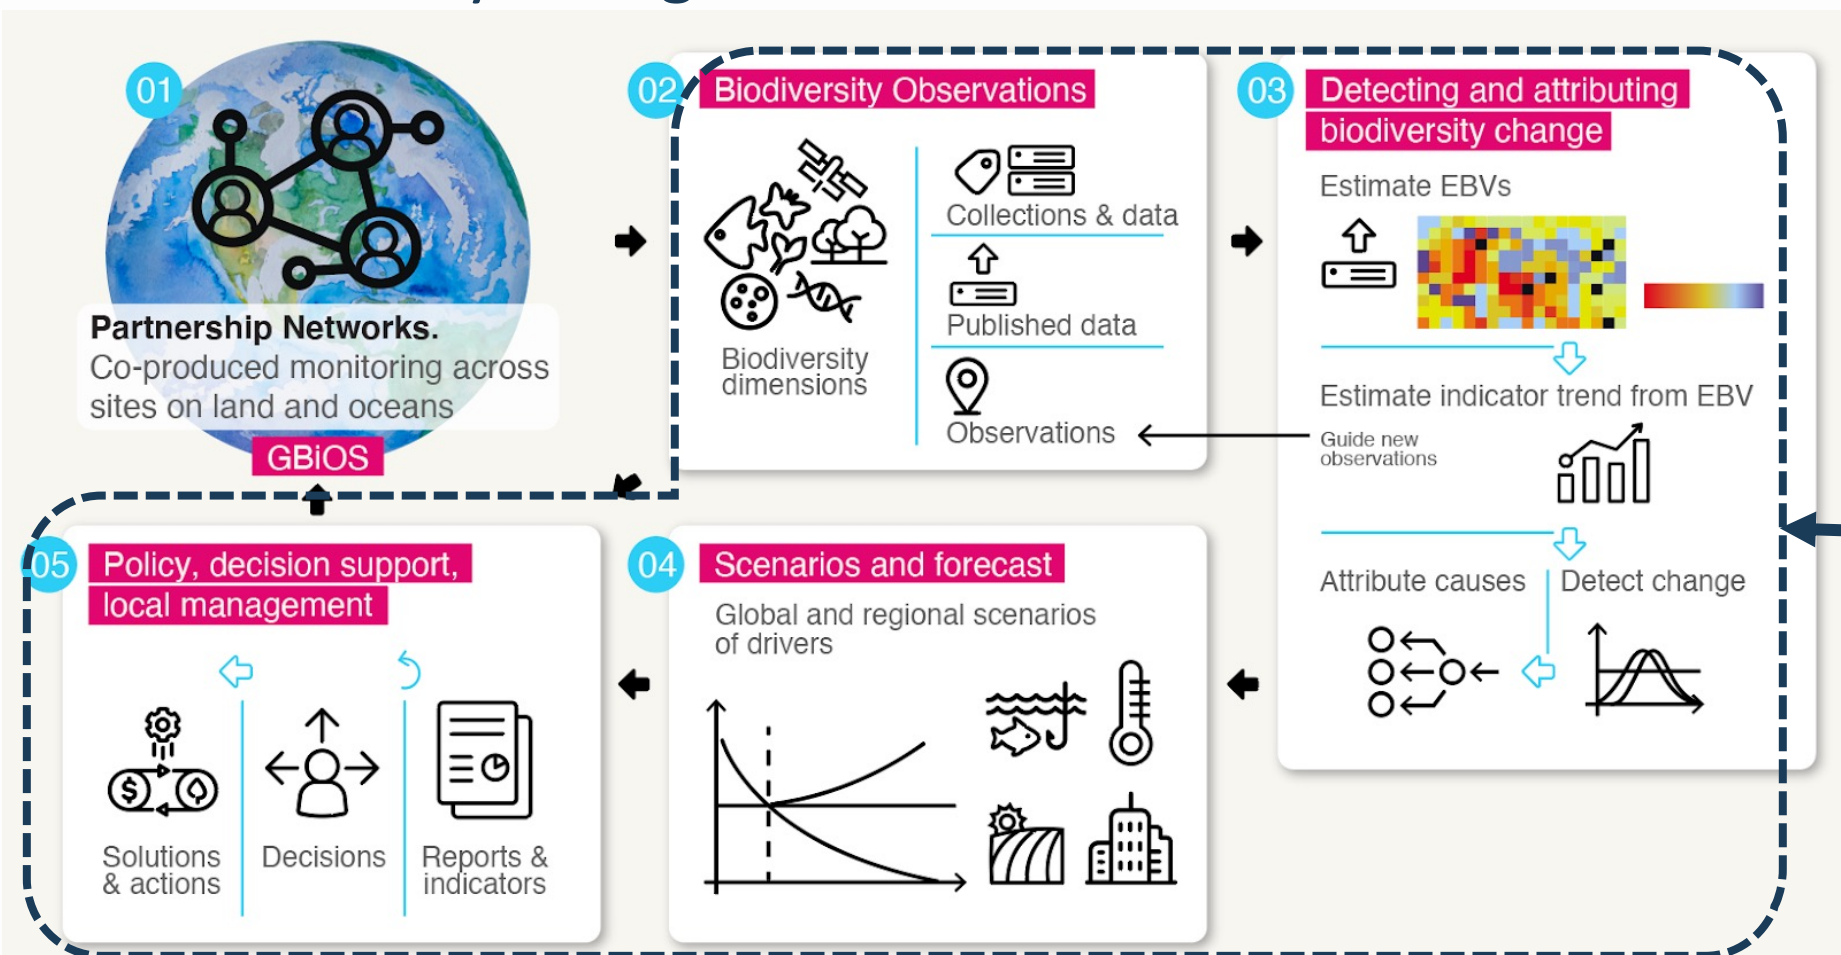 01
Partnership Networks.
Co-produced monitoring across
sites on land and oceans
GBiOS
02
Biodiversity Observations
Biodiversity
dimensions
Collections & data
Published data
Observations
03
Detecting and attributing
biodiversity change
Estimate EBVs
Estimate indicator trend from EBV
Guide new
observations
Attribute causes
Detect change
04
Scenarios and forecast
Global and regional scenarios
of drivers
05
Policy, decision support,
local management
$
Solutions
& actions
Decisions
Reports &
indicators